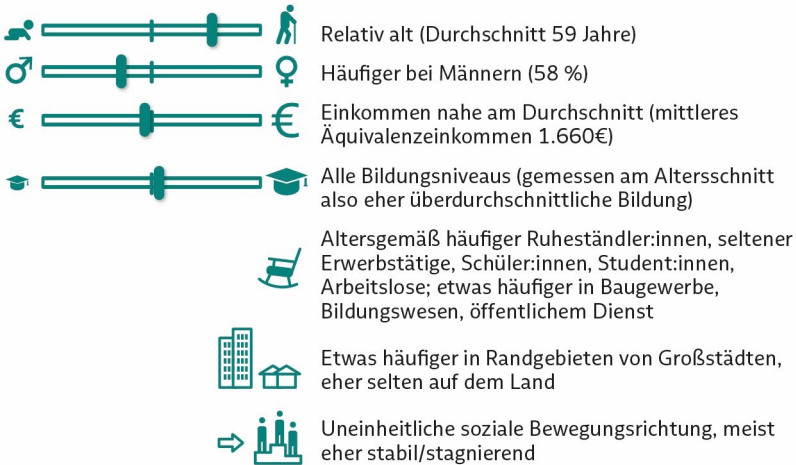 Relativ alt (Durchschnitt 59 Jahre)
Häufiger bei Männern (58 %)
€
€
Einkommen nahe am Durchschnitt (mittleres
Äquivalenzeinkommen 1.660€)
Alle Bildungsniveaus (gemessen am Altersschnitt
also eher überdurchschnittliche Bildung)
Altersgemäß häufiger Ruheständler:innen, seltener
Erwerbstätige, Schüler:innen, Student:innen,
Arbeitslose; etwas häufiger in Baugewerbe,
Bildungswesen, öffentlichem Dienst
Etwas häufiger in Randgebieten von Großstädten,
eher selten auf dem Land
Uneinheitliche soziale Bewegungsrichtung, meist
eher stabil/stagnierend